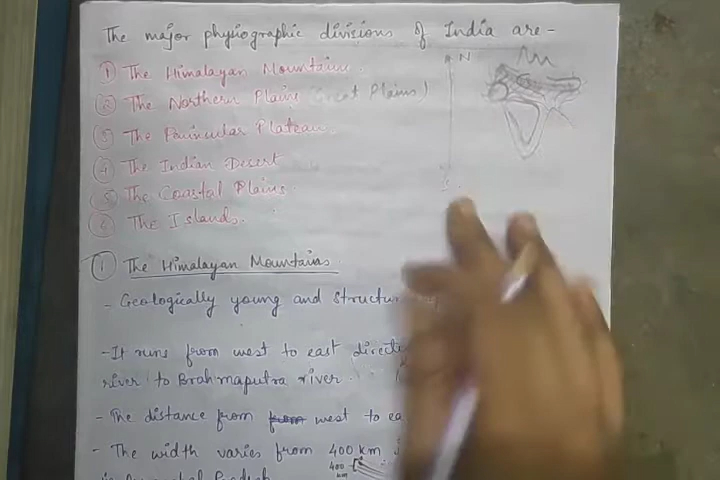 The major physiographic divisions of India are -
① The Himalayan Mountains.
② The Northern Plains (Great Plains)
③ The Peninsular Plateau.
④ The Indian Desert
⑤ The Coastal Plains.
⑥ The Islands.
N
S
① The Himalayan Mountains.
- Geologically young and
- It runs from west to east
river to Brahmaputra river.
- The distance from west to
- The width varies from 400 km
400 km